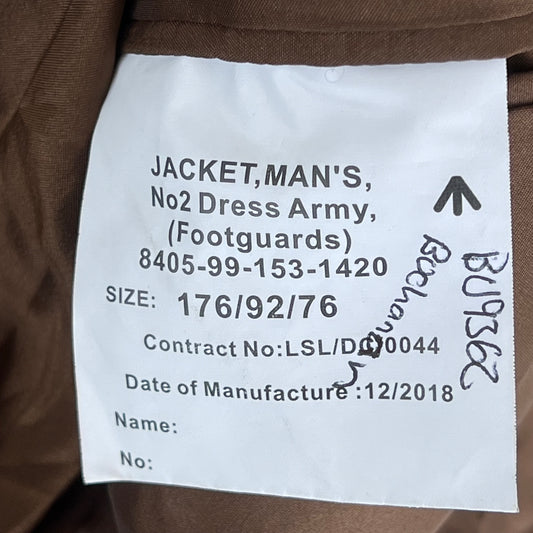 JACKET,MAN'S,
No2 Dress Army,
(Footguards)
8405-99-153-1420
SIZE: 176/92/76
Contract No:LSL/D00044
Date of Manufacture :12/2018
Name:
No:
Buchanan
BU9362